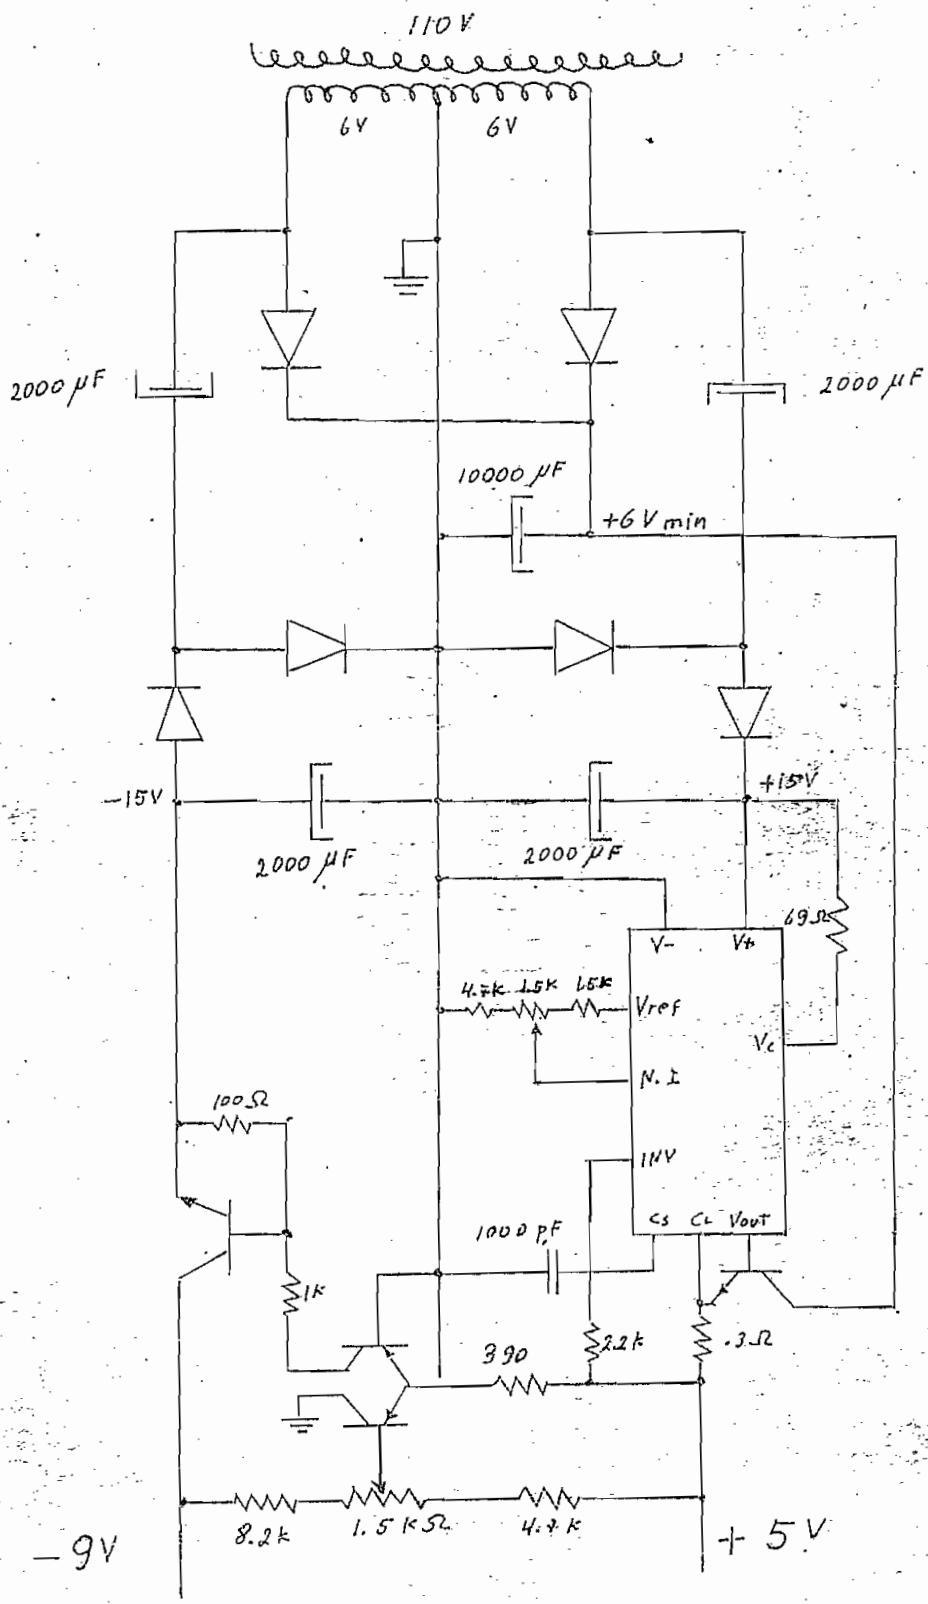 110V
6V 6V
2000 µF
2000 µF
10000 µF
+6V min
-15V
+15V
2000 µF
2000 µF
69Ω
V- V+
4.7K 1.5K 1.5K
Vref
Vc
N.I
100Ω
INV
CS CL Vout
1000 pF
1K
2.2k
.3Ω
390
8.2k
1.5 KΩ
4.7 K
-9V
+5V